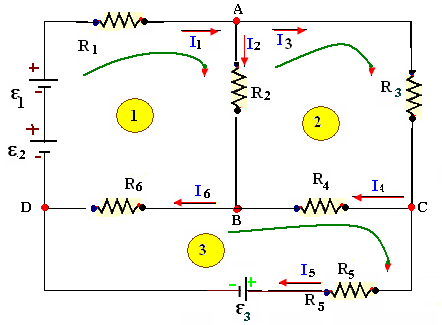 A
R1
I1
I2
I3
+
ε1
-
1
R2
2
R3
+
ε2
-
R6
I6
R4
I4
D
B
C
3
- +
ε3
I5
R5
R5